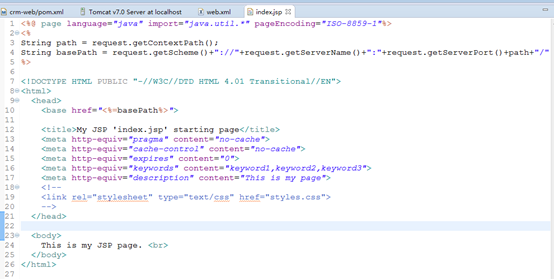 crm-web/pom.xml Tomcat v7.0 Server at localhost web.xml index.jsp
1 <%@ page language="java" import="java.util.*" pageEncoding="ISO-8859-1"%>
2 <%
3 String path = request.getContextPath();
4 String basePath = request.getScheme()+"://"+request.getServerName()+":"+request.getServerPort()+path+"/"
5 %>
6
7 <!DOCTYPE HTML PUBLIC "-//W3C//DTD HTML 4.01 Transitional//EN">
8 <html>
9 <head>
10 <base href="<%=basePath%>">
11
12 <title>My JSP 'index.jsp' starting page</title>
13 <meta http-equiv="pragma" content="no-cache">
14 <meta http-equiv="cache-control" content="no-cache">
15 <meta http-equiv="expires" content="0">
16 <meta http-equiv="keywords" content="keyword1,keyword2,keyword3">
17 <meta http-equiv="description" content="This is my page">
18 <!--
19 <link rel="stylesheet" type="text/css" href="styles.css">
20 -->
21 </head>
22
23 <body>
24 This is my JSP page. <br>
25 </body>
26 </html>
27